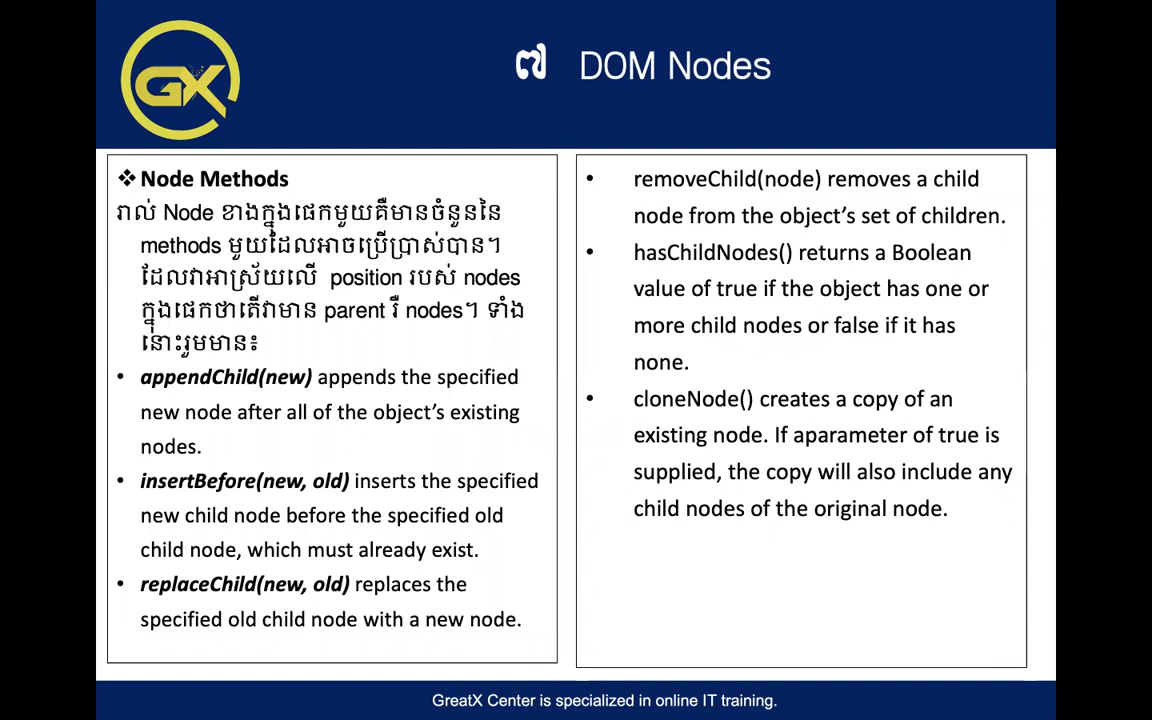 GX
៧ DOM Nodes
❖ Node Methods
រាល់ Node ខាងក្នុងផេកមួយគឺមានចំនួននៃ
methods មួយដែលអាចប្រើប្រាស់បាន។
ដែលវាអាស្រ័យលើ position របស់ nodes
ក្នុងផេកថាតើវាមាន parent រឺ nodes។ ទាំង
នោះរួមមាន៖
• appendChild(new) appends the specified
new node after all of the object’s existing
nodes.
• insertBefore(new, old) inserts the specified
new child node before the specified old
child node, which must already exist.
• replaceChild(new, old) replaces the
specified old child node with a new node.
• removeChild(node) removes a child
node from the object’s set of children.
• hasChildNodes() returns a Boolean
value of true if the object has one or
more child nodes or false if it has
none.
• cloneNode() creates a copy of an
existing node. If aparameter of true is
supplied, the copy will also include any
child nodes of the original node.
GreatX Center is specialized in online IT training.